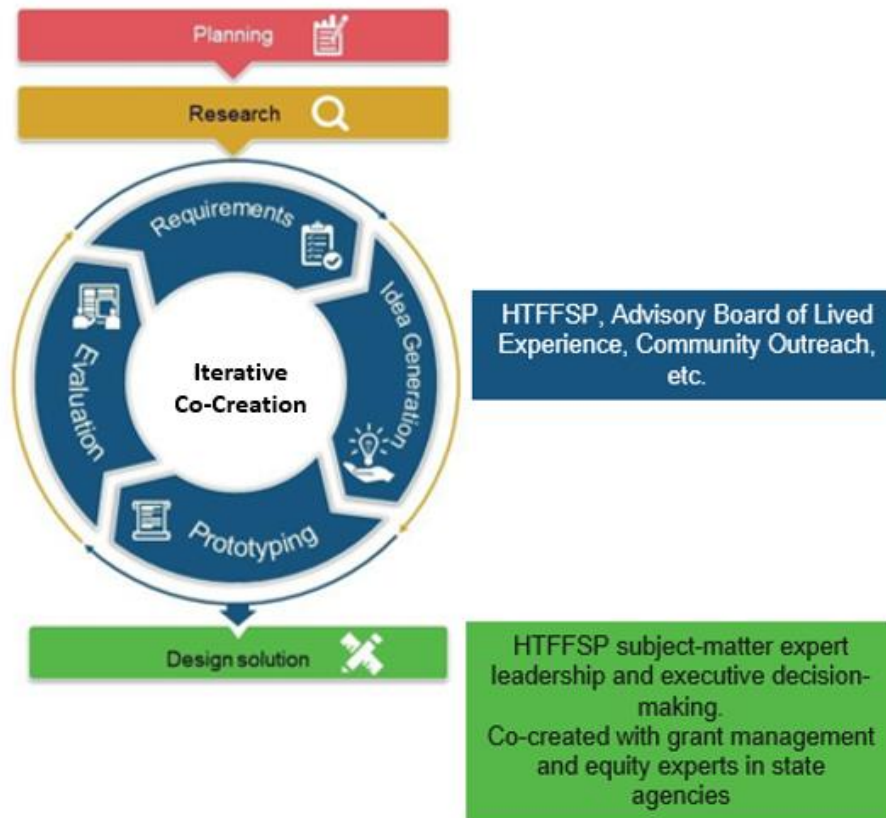 Planning
Research
Requirements
Idea Generation
Prototyping
Evaluation
Iterative
Co-Creation
HTFFSP, Advisory Board of Lived
Experience, Community Outreach,
etc.
Design solution
HTFFSP subject-matter expert
leadership and executive decision-
making.
Co-created with grant management
and equity experts in state
agencies